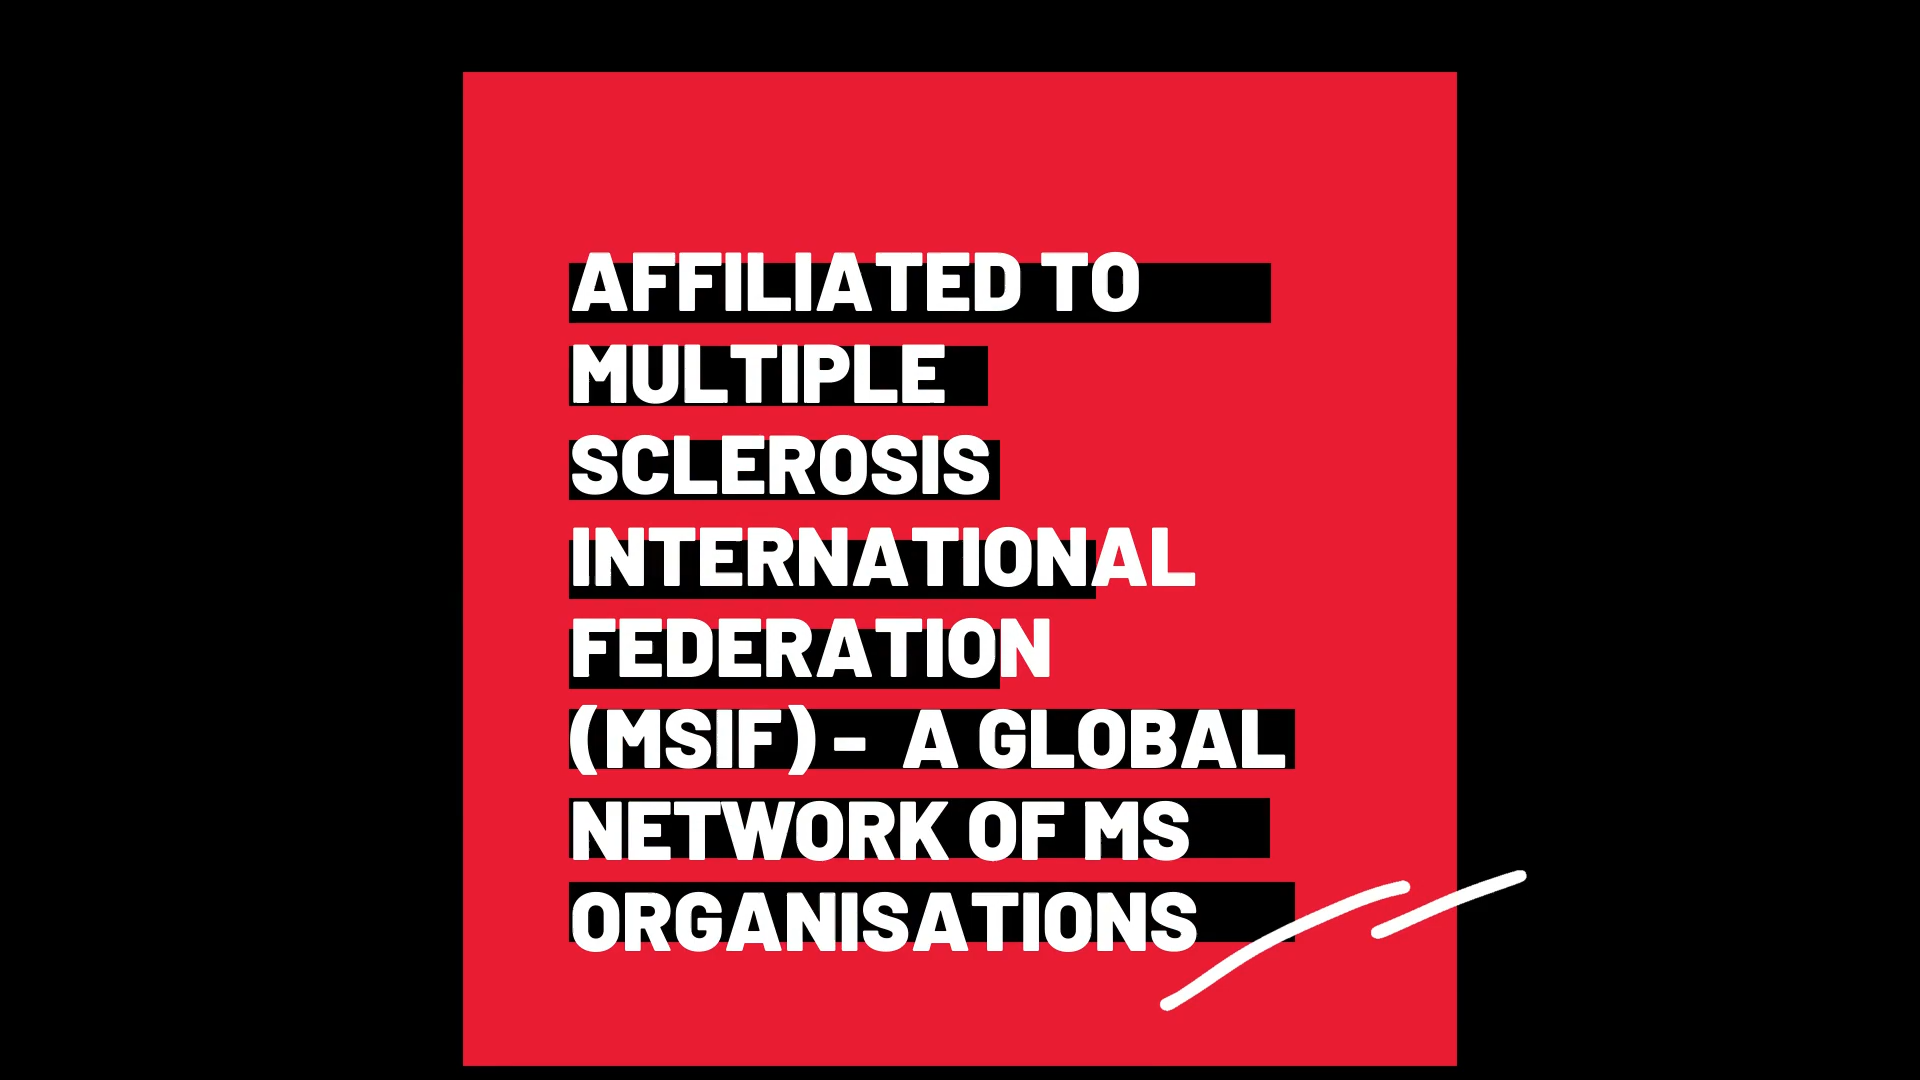 AFFILIATED TO
MULTIPLE
SCLEROSIS
INTERNATIONAL
FEDERATION
(MSIF) -  A GLOBAL
NETWORK OF MS
ORGANISATIONS